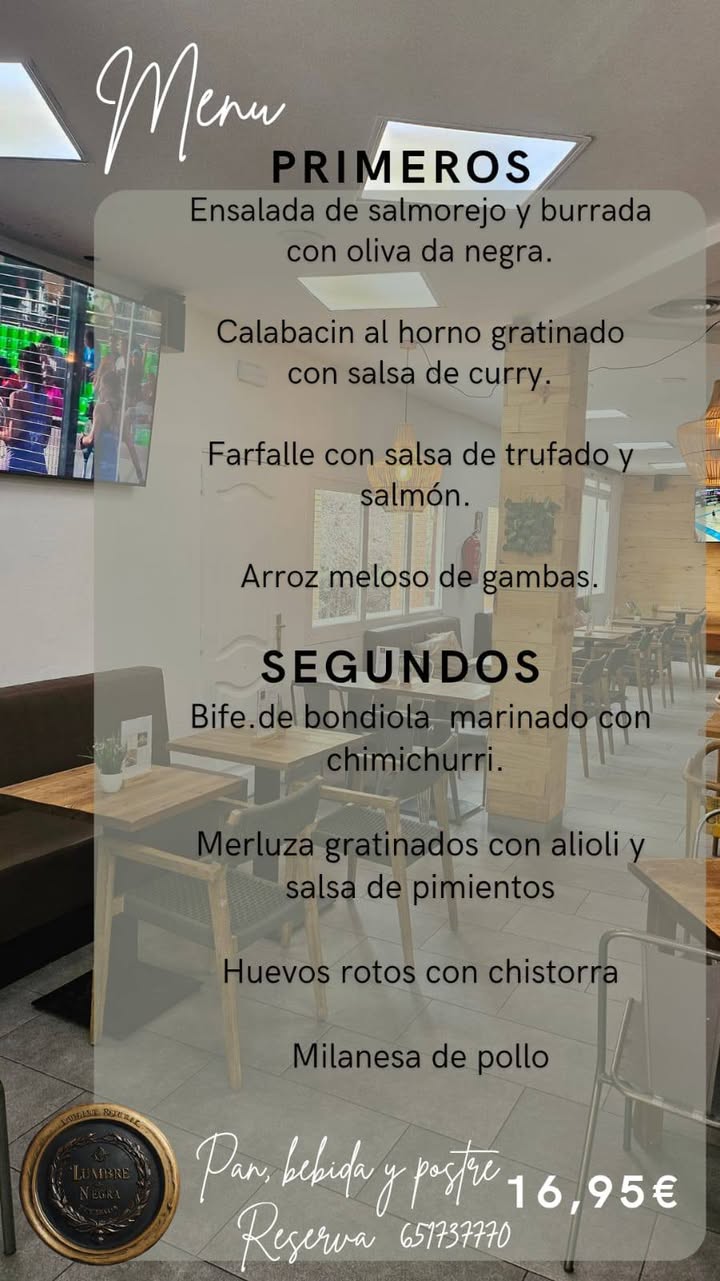 Menu
PRIMEROS
Ensalada de salmorejo y burrada
con oliva da negra.
Calabacin al horno gratinado
con salsa de curry.
Farfalle con salsa de trufado y
salmón.
Arroz meloso de gambas.
SEGUNDOS
Bife.de bondiola marinado con
chimichurri.
Merluza gratinados con alioli y
salsa de pimientos
Huevos rotos con chistorra
Milanesa de pollo
Pan, bebida y postre
16,95€
Reserva 651737770
LUMBRE
NEGRA